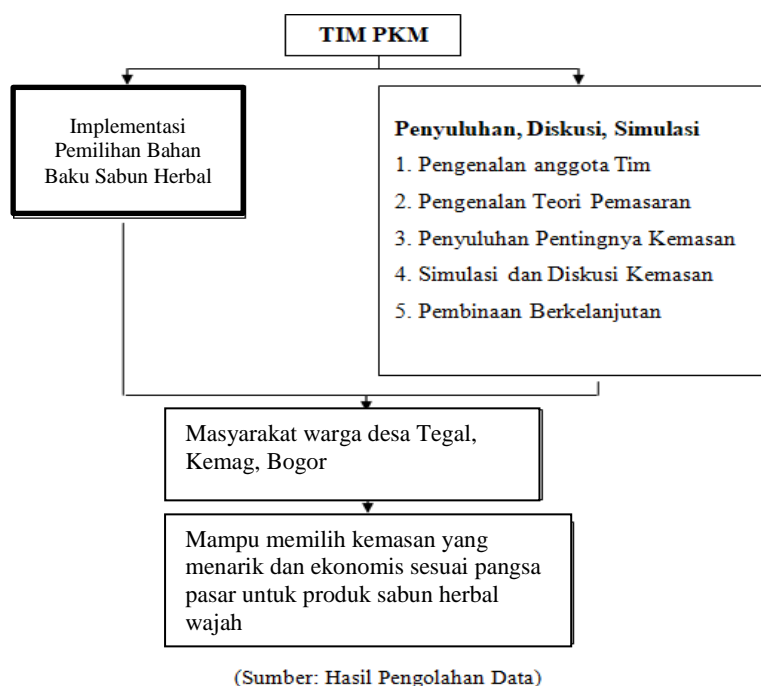 TIM PKM
Implementasi
Pemilihan Bahan
Baku Sabun Herbal
Penyuluhan, Diskusi, Simulasi
1. Pengenalan anggota Tim
2. Pengenalan Teori Pemasaran
3. Penyuluhan Pentingnya Kemasan
4. Simulasi dan Diskusi Kemasan
5. Pembinaan Berkelanjutan
Masyarakat warga desa Tegal,
Kemag, Bogor
Mampu memilih kemasan yang
menarik dan ekonomis sesuai pangsa
pasar untuk produk sabun herbal
wajah
(Sumber: Hasil Pengolahan Data)